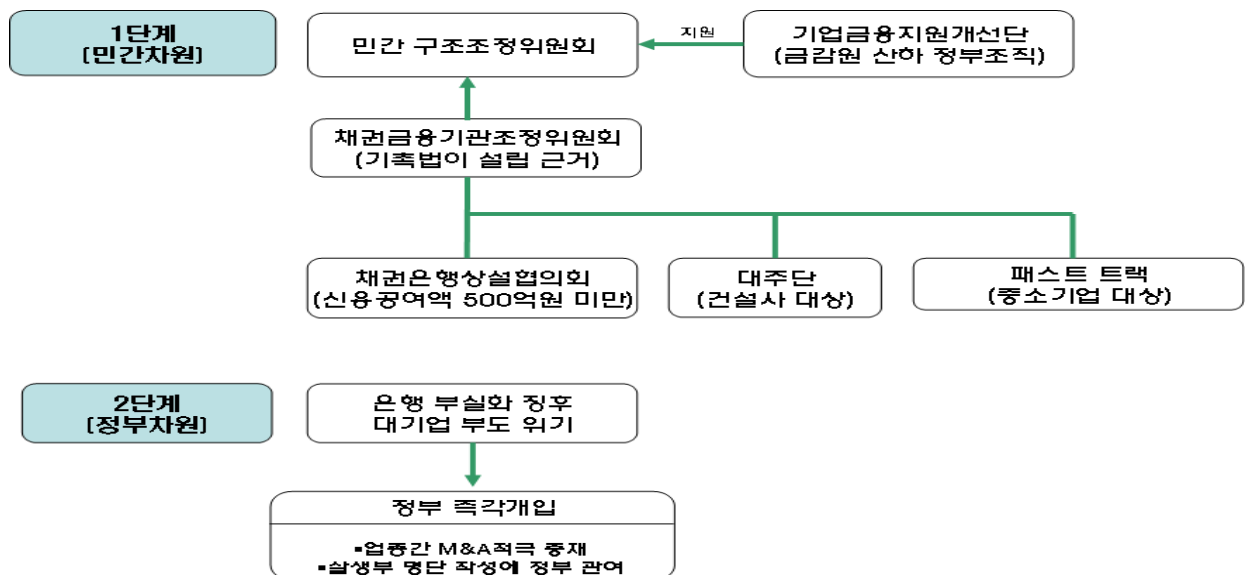 1단계
(민간차원)
민간 구조조정위원회
지원
기업금융지원개선단
(금감원 산하 정부조직)
채권금융기관조정위원회
(기촉법이 설립 근거)
채권은행상설협의회
(신용공여액 500억원 미만)
대주단
(건설사 대상)
패스트 트랙
(중소기업 대상)
2단계
(정부차원)
은행 부실화 징후
대기업 부도 위기
정부 즉각개입
▪업종간 M&A적극 중재
▪살생부 명단 작성에 정부 관여